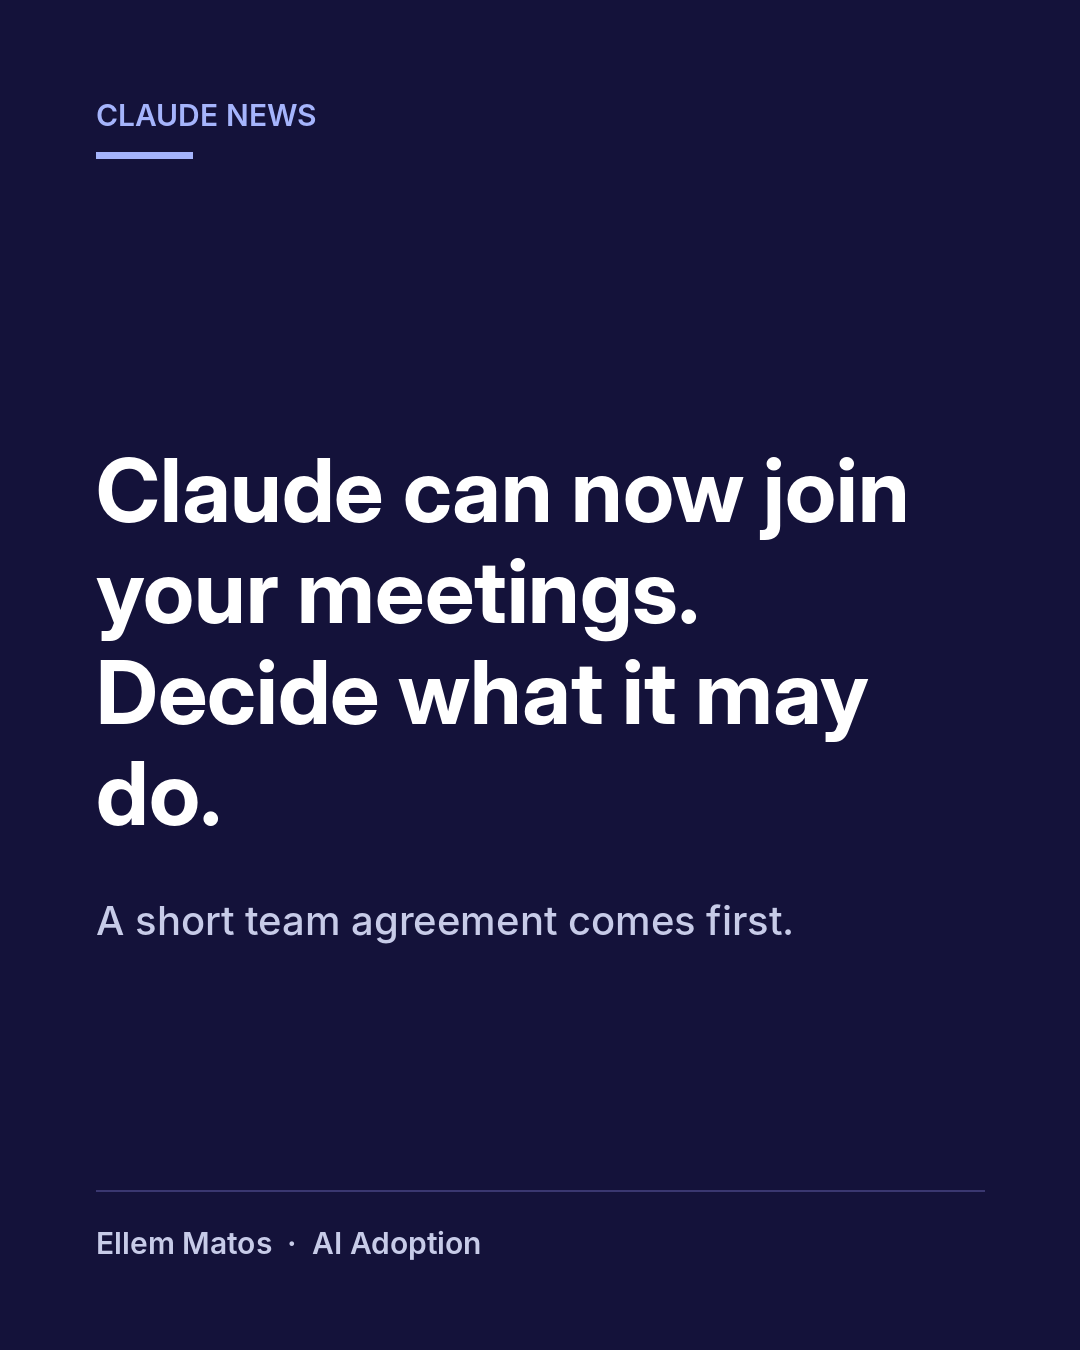 CLAUDE NEWS
Claude can now join
your meetings.
Decide what it may
do.
A short team agreement comes first.
Ellem Matos · AI Adoption